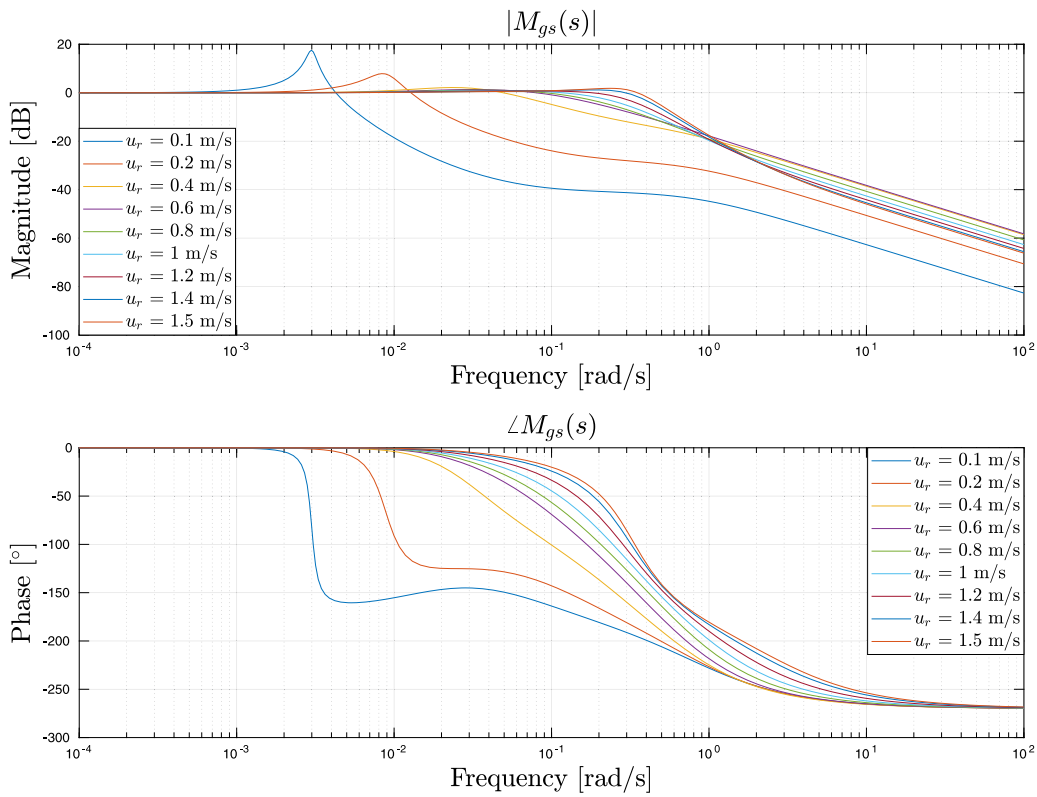 |M_gs(s)|
Magnitude [dB]
20
0
-20
-40
-60
-80
-100
u_r = 0.1 m/s
u_r = 0.2 m/s
u_r = 0.4 m/s
u_r = 0.6 m/s
u_r = 0.8 m/s
u_r = 1 m/s
u_r = 1.2 m/s
u_r = 1.4 m/s
u_r = 1.5 m/s
10^-4 10^-3 10^-2 10^-1 10^0 10^1 10^2
Frequency [rad/s]
∠M_gs(s)
Phase [°]
0
-50
-100
-150
-200
-250
-300
u_r = 0.1 m/s
u_r = 0.2 m/s
u_r = 0.4 m/s
u_r = 0.6 m/s
u_r = 0.8 m/s
u_r = 1 m/s
u_r = 1.2 m/s
u_r = 1.4 m/s
u_r = 1.5 m/s
10^-4 10^-3 10^-2 10^-1 10^0 10^1 10^2
Frequency [rad/s]